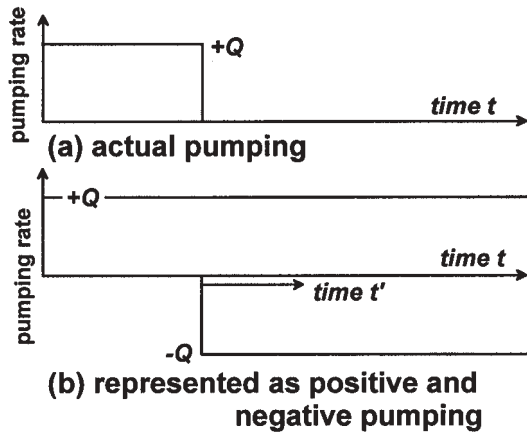 pumping rate
+Q
time t
(a) actual pumping
pumping rate
+Q
time t
time t'
-Q
(b) represented as positive and
negative pumping